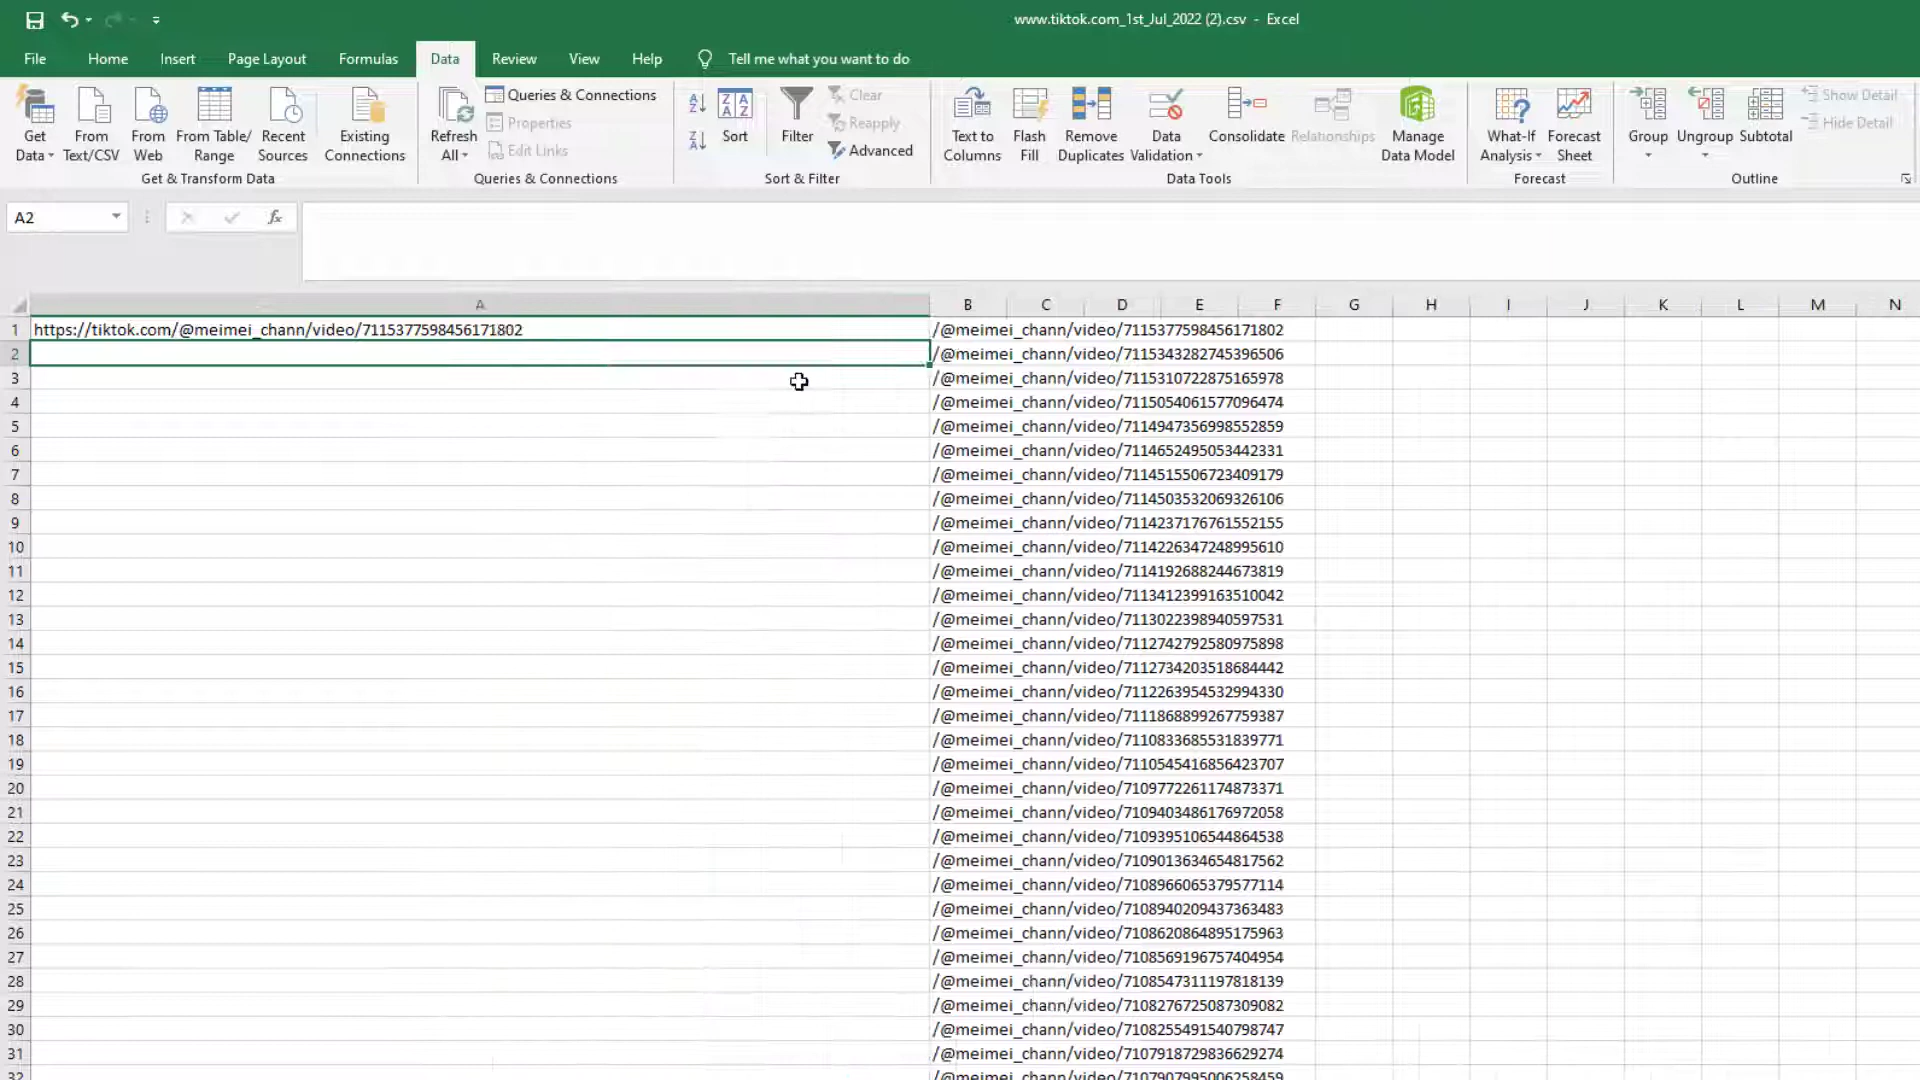 www.tiktok.com_1st_Jul_2022 (2).csv - Excel
File Home Insert Page Layout Formulas Data Review View Help Tell me what you want to do
Get Data
From Text/CSV
From Web
From Table/ Range
Recent Sources
Existing Connections
Get & Transform Data
Refresh All
Queries & Connections
Properties
Edit Links
Queries & Connections
Sort
Filter
Clear
Reapply
Advanced
Sort & Filter
Text to Columns
Flash Fill
Remove Duplicates
Data Validation
Consolidate
Relationships
Manage Data Model
Data Tools
What-If Analysis
Forecast Sheet
Forecast
Group
Ungroup
Subtotal
Show Detail
Hide Detail
Outline
A2 fx
A B C D E F G H I J K L M N
1 https://tiktok.com/@meimei_chann/video/7115377598456171802 /@meimei_chann/video/7115377598456171802
2 /@meimei_chann/video/7115343282745396506
3 /@meimei_chann/video/7115310722875165978
4 /@meimei_chann/video/7115054061577096474
5 /@meimei_chann/video/7114947356998552859
6 /@meimei_chann/video/7114652495053442331
7 /@meimei_chann/video/7114515506723409179
8 /@meimei_chann/video/7114503532069326106
9 /@meimei_chann/video/7114237176761552155
10 /@meimei_chann/video/7114226347248995610
11 /@meimei_chann/video/7114192688244673819
12 /@meimei_chann/video/7113412399163510042
13 /@meimei_chann/video/7113022398940597531
14 /@meimei_chann/video/7112742792580975898
15 /@meimei_chann/video/7112734203518684442
16 /@meimei_chann/video/7112263954532994330
17 /@meimei_chann/video/7111868899267759387
18 /@meimei_chann/video/7110833685531839771
19 /@meimei_chann/video/7110545416856423707
20 /@meimei_chann/video/7109772261174873371
21 /@meimei_chann/video/7109403486176972058
22 /@meimei_chann/video/7109395106544864538
23 /@meimei_chann/video/7109013634654817562
24 /@meimei_chann/video/7108966065379577114
25 /@meimei_chann/video/7108940209437363483
26 /@meimei_chann/video/7108620864895175963
27 /@meimei_chann/video/7108569196757404954
28 /@meimei_chann/video/7108547311197818139
29 /@meimei_chann/video/7108276725087309082
30 /@meimei_chann/video/7108255491540798747
31 /@meimei_chann/video/7107918729836629274
32 /@meimei_chann/video/7107907995006258459